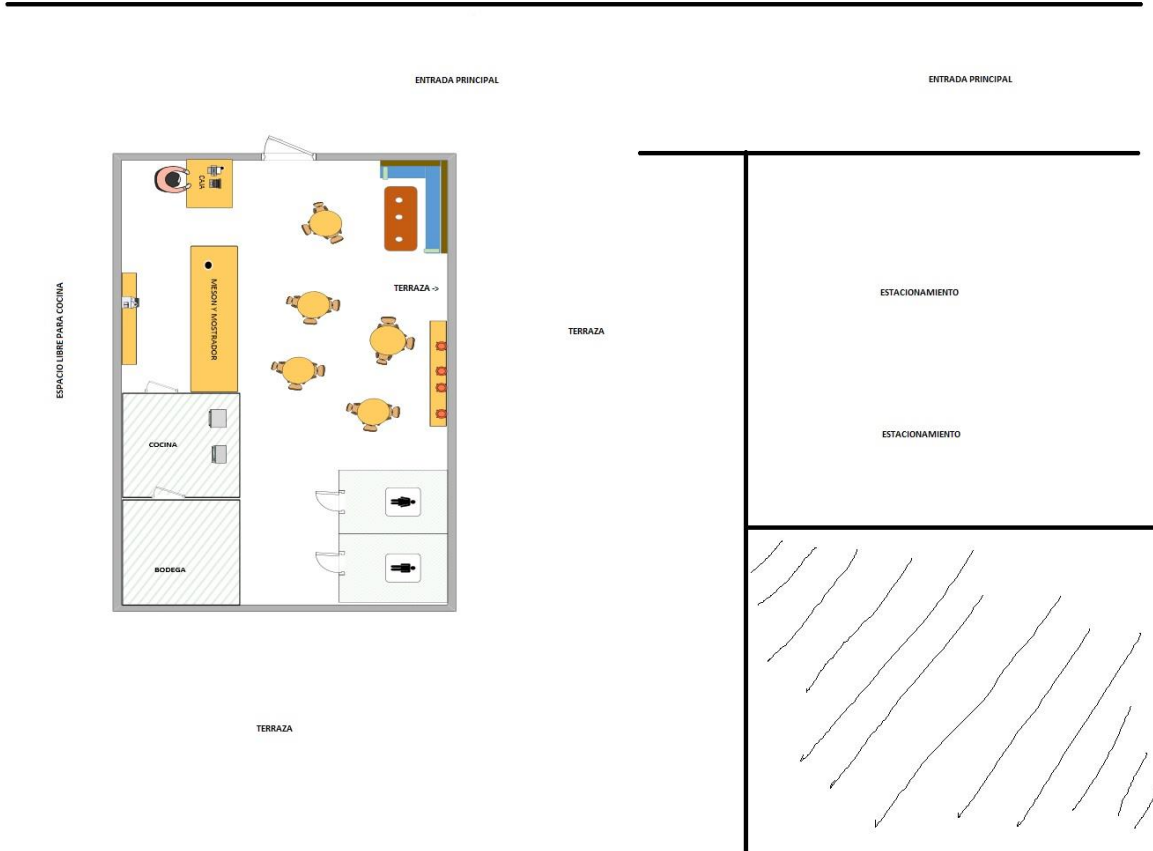 ENTRADA PRINCIPAL
ENTRADA PRINCIPAL
CAJA
MESON Y MOSTRADOR
TERRAZA ->
ESPACIO LIBRE PARA COCINA
TERRAZA
ESTACIONAMIENTO
ESTACIONAMIENTO
COCINA
BODEGA
TERRAZA